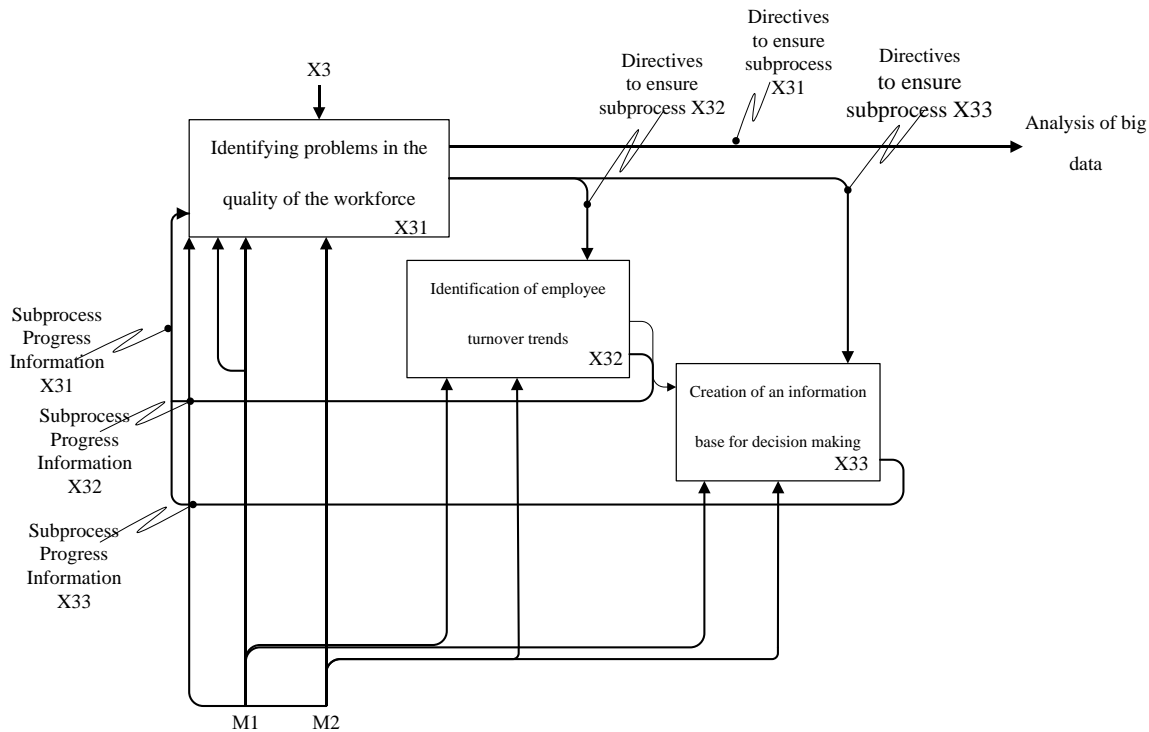 Directives
to ensure
subprocess
X31
Directives
to ensure
subprocess X32
Directives
to ensure
subprocess X33
X3
Analysis of big
data
Identifying problems in the
quality of the workforce
X31
Identification of employee
turnover trends
X32
Creation of an information
base for decision making
X33
Subprocess
Progress
Information
X31
Subprocess
Progress
Information
X32
Subprocess
Progress
Information
X33
M1
M2